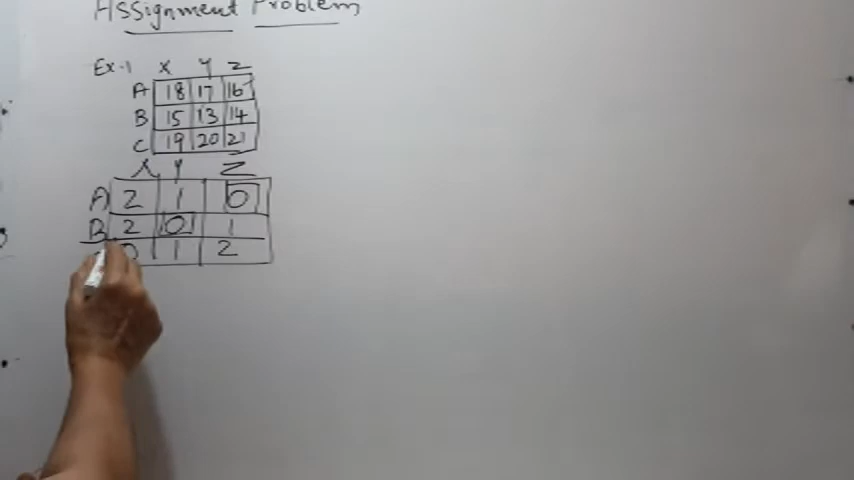 Assignment Problem
Ex-1 X Y Z
A 18 17 16
B 15 13 14
C 19 20 21
X Y Z
A 2 1 0
B 2 0 1
0 1 2